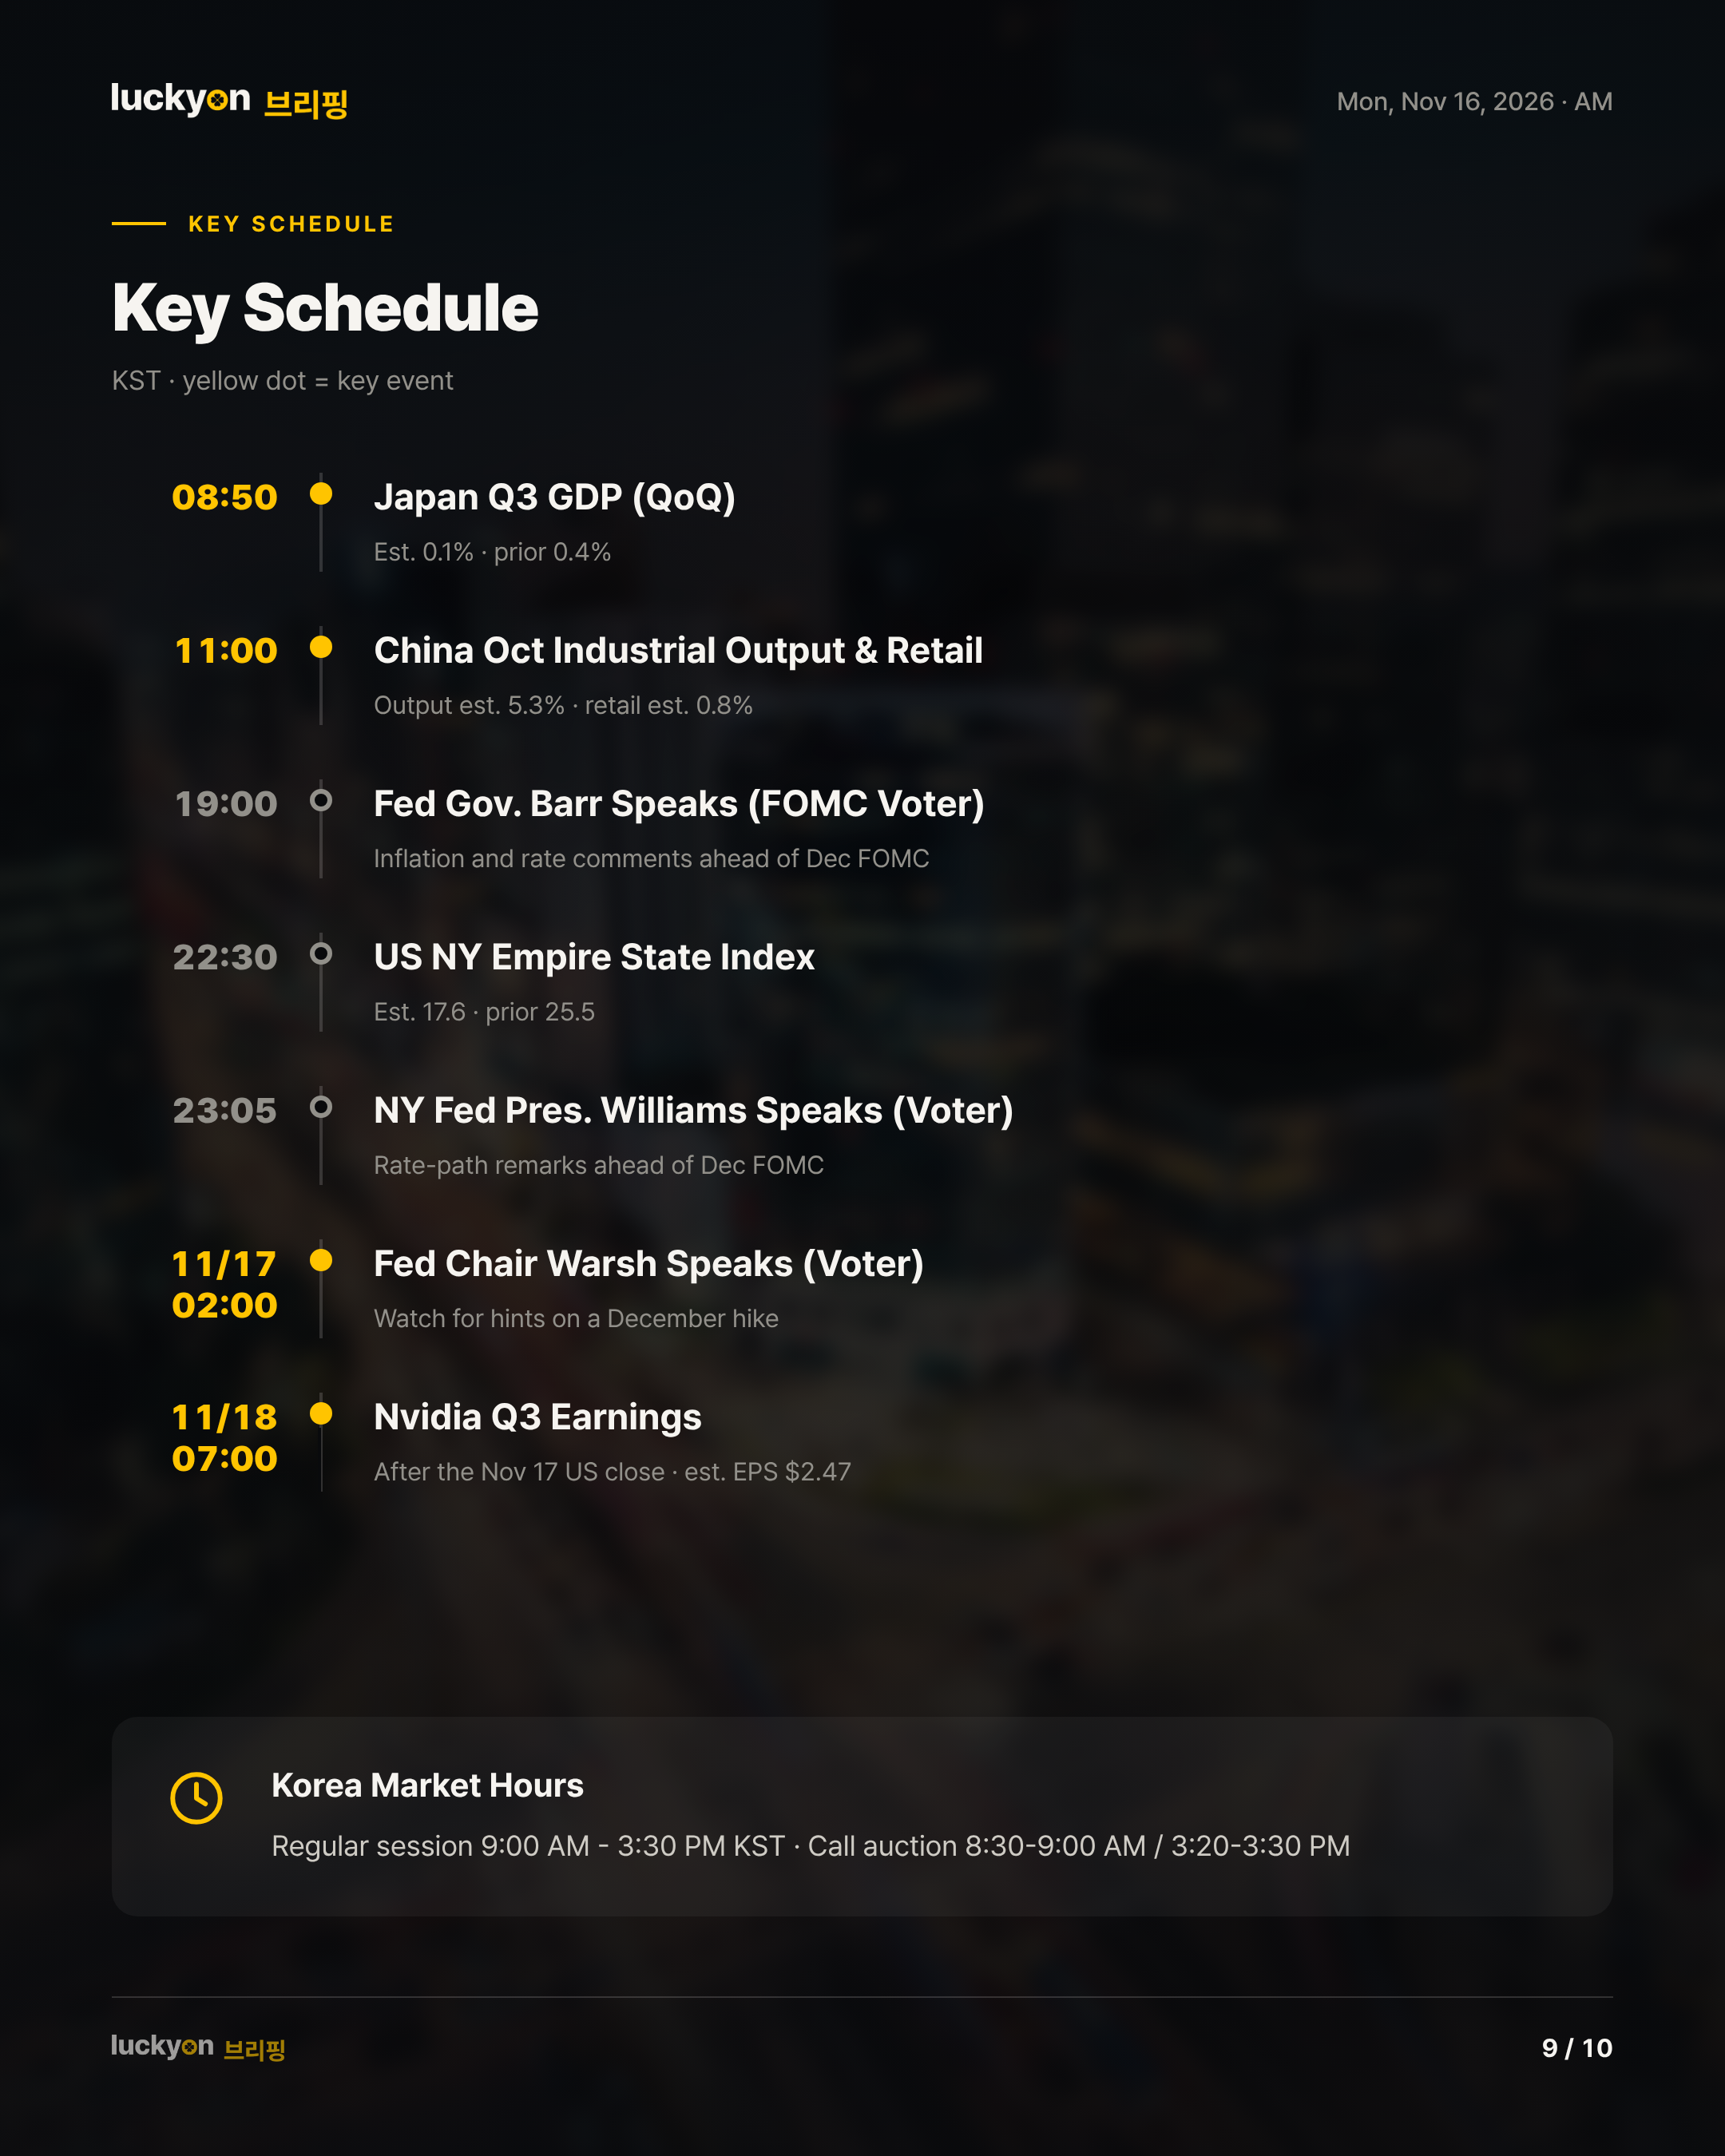 luckyon 브리핑
Mon, Nov 16, 2026 · AM
KEY SCHEDULE
Key Schedule
KST · yellow dot = key event
08:50 Japan Q3 GDP (QoQ)
Est. 0.1% · prior 0.4%
11:00 China Oct Industrial Output & Retail
Output est. 5.3% · retail est. 0.8%
19:00 Fed Gov. Barr Speaks (FOMC Voter)
Inflation and rate comments ahead of Dec FOMC
22:30 US NY Empire State Index
Est. 17.6 · prior 25.5
23:05 NY Fed Pres. Williams Speaks (Voter)
Rate-path remarks ahead of Dec FOMC
11/17 Fed Chair Warsh Speaks (Voter)
02:00 Watch for hints on a December hike
11/18 Nvidia Q3 Earnings
07:00 After the Nov 17 US close · est. EPS $2.47
Korea Market Hours
Regular session 9:00 AM - 3:30 PM KST · Call auction 8:30-9:00 AM / 3:20-3:30 PM
luckyon 브리핑
9 / 10